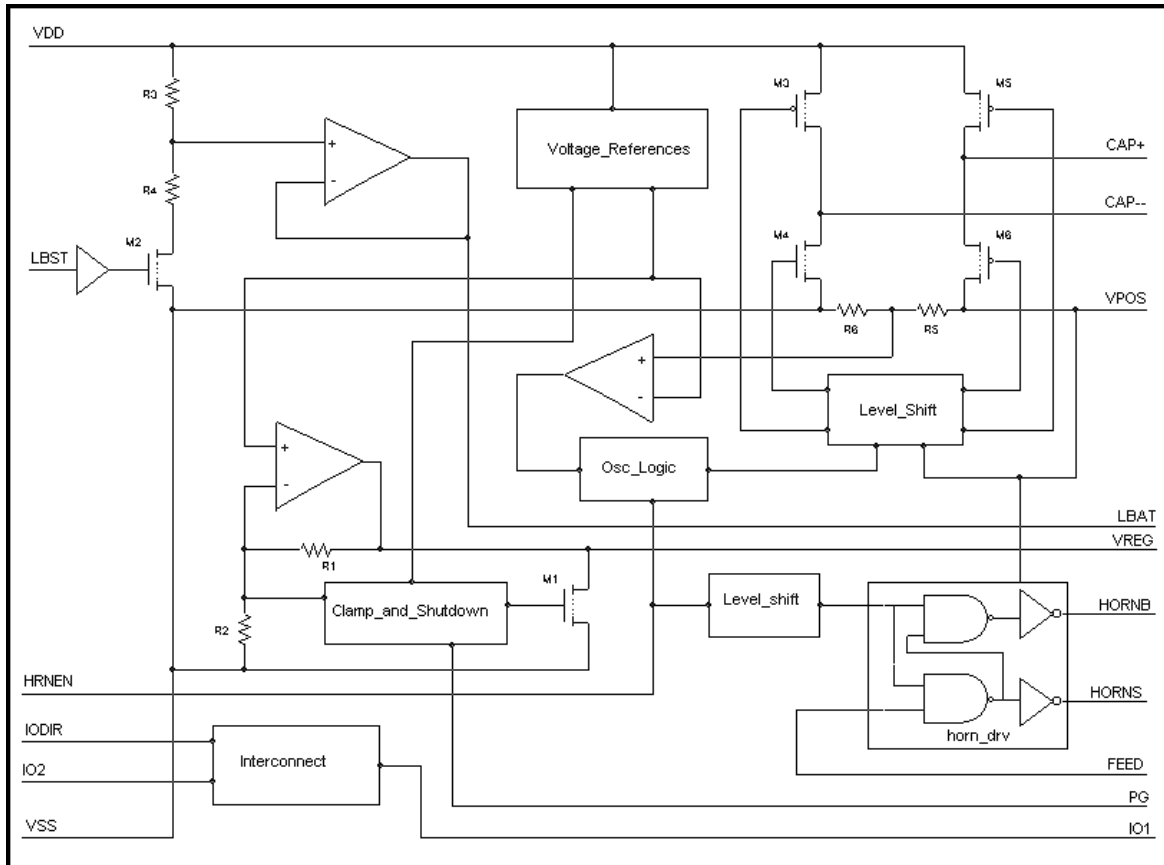 VDD
R3
M3
M5
Voltage_References
+
-
CAP+
R4
CAP--
M2
M4
M6
LBST
VPOS
R6
R5
+
-
Level_Shift
+
-
Osc_Logic
LBAT
VREG
R1
M1
Clamp_and_Shutdown
Level_shift
HORNB
R2
HRNEN
HORNS
IODIR
horn_drv
Interconnect
FEED
IO2
PG
VSS
IO1